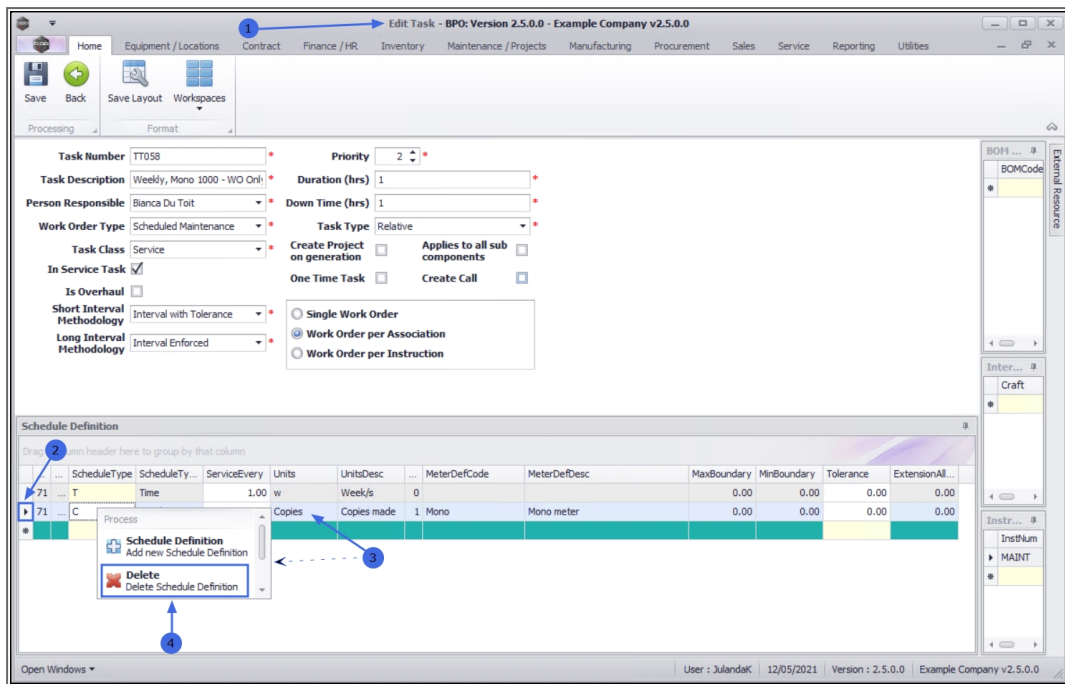 Edit Task - BPO: Version 2.5.0.0 - Example Company v2.5.0.0
1
Home Equipment / Locations Contract Finance / HR Inventory Maintenance / Projects Manufacturing Procurement Sales Service Reporting Utilities
Save Back Save Layout Workspaces
Processing Format
Task Number TT058 * Priority 2 *
Task Description Weekly, Mono 1000 - WO Only * Duration (hrs) 1 *
Person Responsible Bianca Du Toit * Down Time (hrs) 1 *
Work Order Type Scheduled Maintenance * Task Type Relative *
Task Class Service *
Create Project on generation
Applies to all sub components
In Service Task
One Time Task Create Call
Is Overhaul
Short Interval Methodology Interval with Tolerance *
Long Interval Methodology Interval Enforced *
Single Work Order
Work Order per Association
Work Order per Instruction
BOM ...
BOMCode
*
External Resource
Inter...
Craft
*
Instr...
InstNum
MAINT
*
Schedule Definition
2
... ... ScheduleType ScheduleTy... ServiceEvery Units UnitsDesc ... MeterDefCode MeterDefDesc MaxBoundary MinBoundary Tolerance ExtensionAll...
71 ... T Time 1.00 w Week/s 0 0.00 0.00 0.00 0.00
71 ... C Copies Copies made 1 Mono Mono meter 0.00 0.00 0.00 0.00
*
Process
Schedule Definition
Add new Schedule Definition
3
Delete
Delete Schedule Definition
4
Open Windows User : JulandaK 12/05/2021 Version : 2.5.0.0 Example Company v2.5.0.0